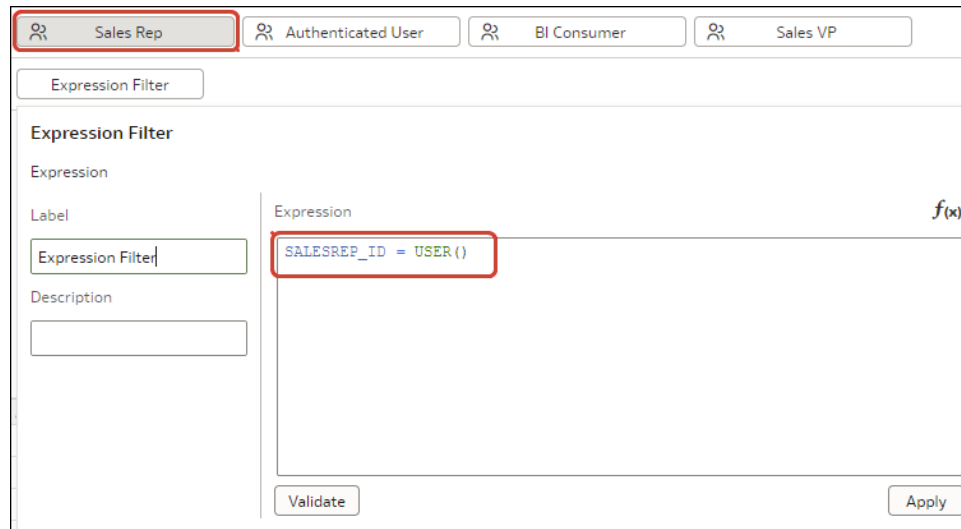 Sales Rep Authenticated User BI Consumer Sales VP
Expression Filter
Expression Filter
Expression
Label
Expression Filter
Description
Expression f(x)
SALESREP_ID = USER()
Validate Apply